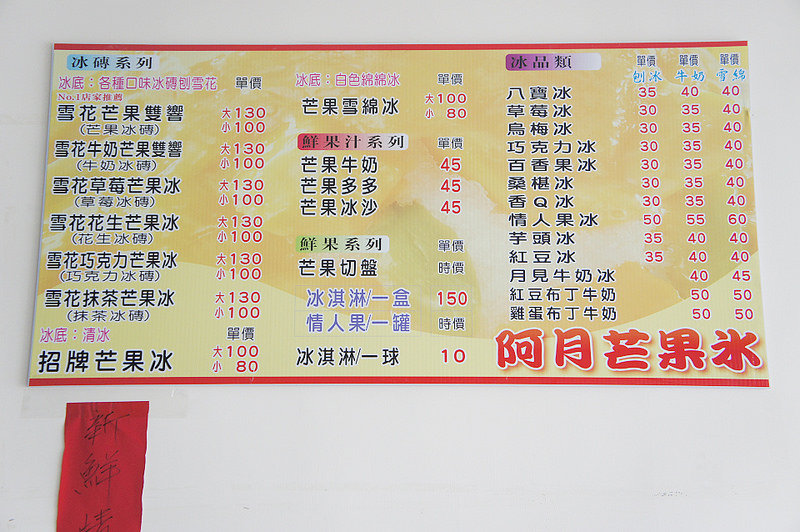 冰磚系列
冰底：各種口味冰磚刨雪花 單價
No.1店家推薦
雪花芒果雙響 大130
(芒果冰磚) 小100
雪花牛奶芒果雙響 大130
(牛奶冰磚) 小100
雪花草莓芒果冰 大130
(草莓冰磚) 小100
雪花花生芒果冰 大130
(花生冰磚) 小100
雪花巧克力芒果冰 大130
(巧克力冰磚) 小100
雪花抹茶芒果冰 大130
(抹茶冰磚) 小100
冰底：清冰 單價
招牌芒果冰 大100
小 80
冰底：白色綿綿冰 單價
芒果雪綿冰 大100
小 80
鮮果汁系列 單價
芒果牛奶 45
芒果多多 45
芒果冰沙 45
鮮果系列 單價
芒果切盤 時價
冰淇淋/一盒 150
情人果/一罐 時價
冰淇淋/一球 10
冰品類 單價 單價 單價
刨冰 牛奶 雪綿
八寶冰 35 40 40
草莓冰 30 35 40
烏梅冰 30 35 40
巧克力冰 30 35 40
百香果冰 30 35 40
桑椹冰 30 35 40
香Q冰 30 35 40
情人果冰 50 55 60
芋頭冰 35 40 40
紅豆冰 35 40 40
月見牛奶冰 40 45
紅豆布丁牛奶 50 50
雞蛋布丁牛奶 50 50
阿月芒果冰
新鮮